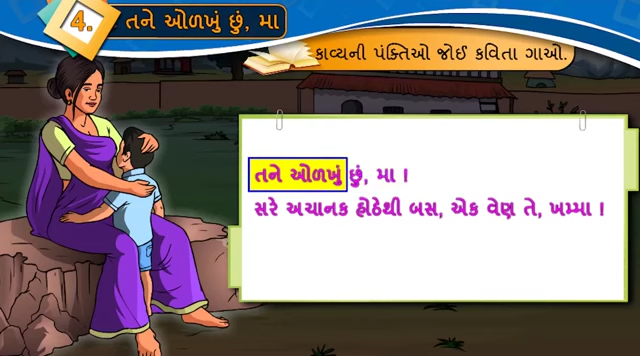 4. તને ઓળખું છું, મા
કાવ્યની પંક્તિઓ જોઈ કવિતા ગાઓ.
તને ઓળખું છું, મા ।
સરે અચાનક હોઠેથી બસ, એક વેણ તે, ખમ્મા ।